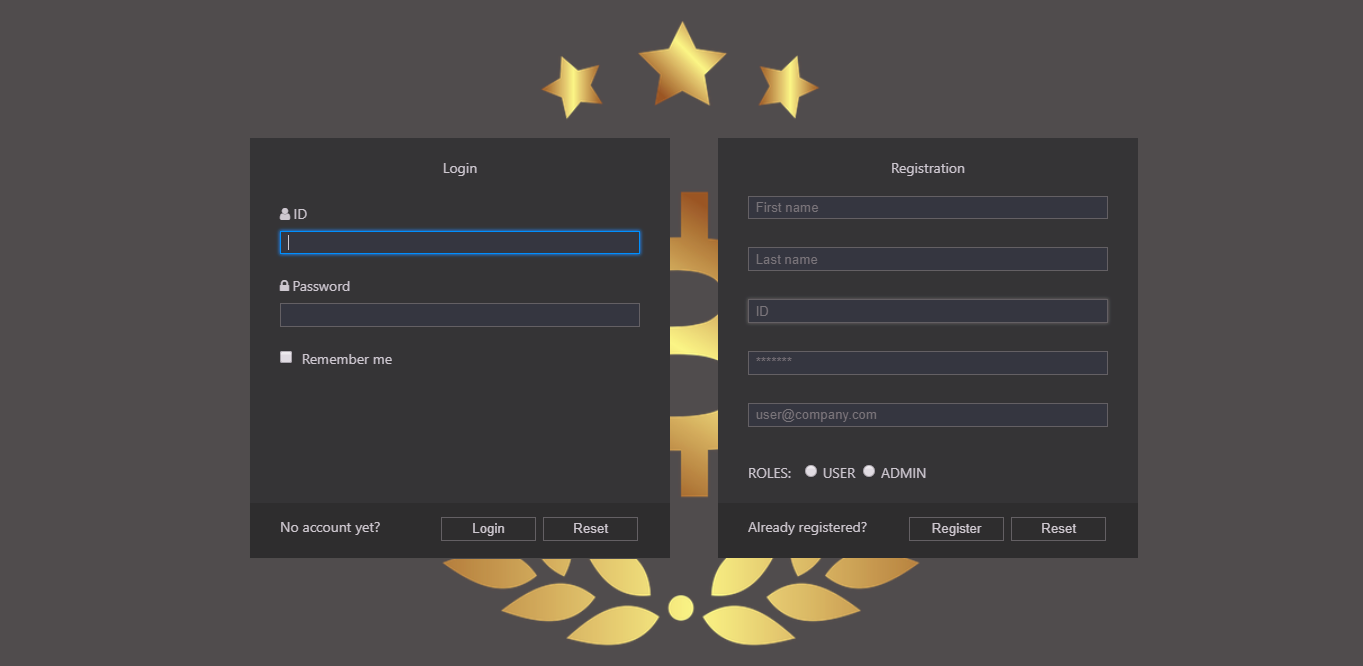 Login
ID
Password
Remember me
No account yet?
Login
Reset
Registration
First name
Last name
ID
*******
user@company.com
ROLES: USER ADMIN
Already registered?
Register
Reset